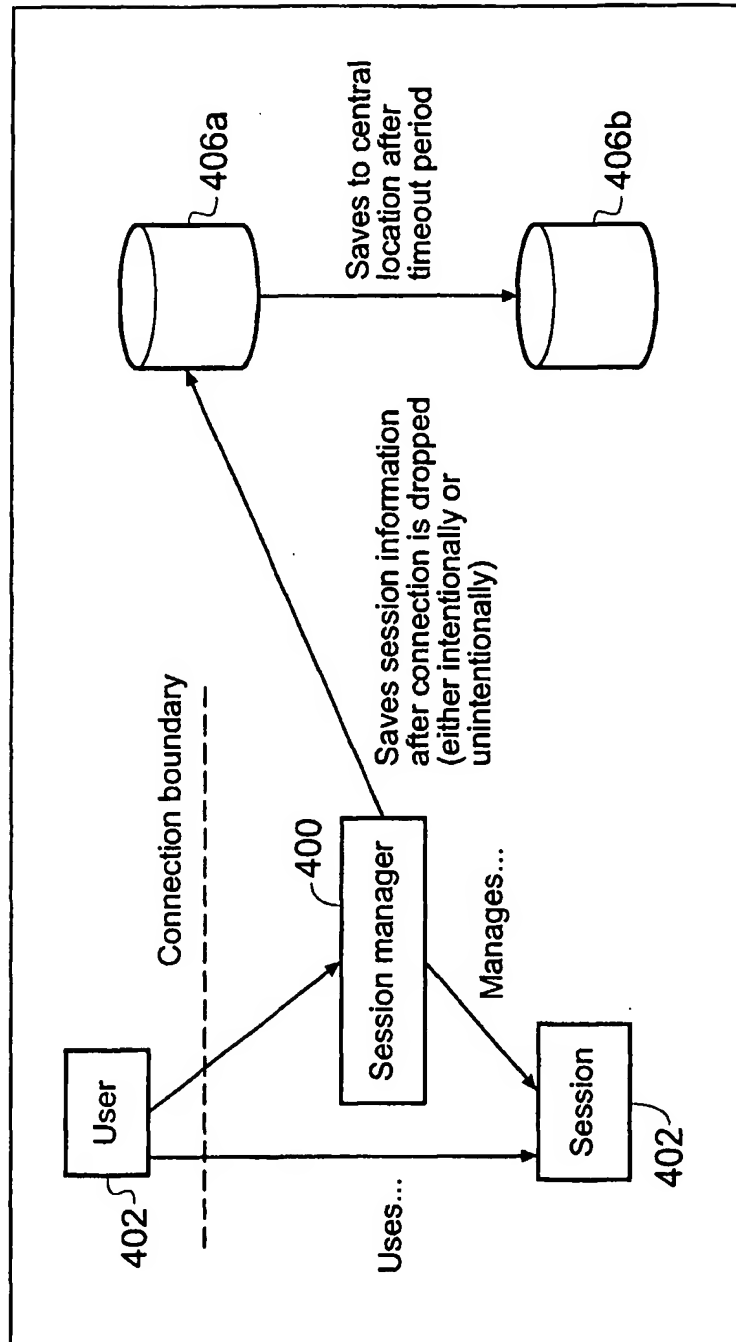 User
402
Connection boundary
406a
Session manager
400
Uses...
Manages...
Saves session information
after connection is dropped
(either intentionally or
unintentionally)
Saves to central
location after
timeout period
Session
402
406b